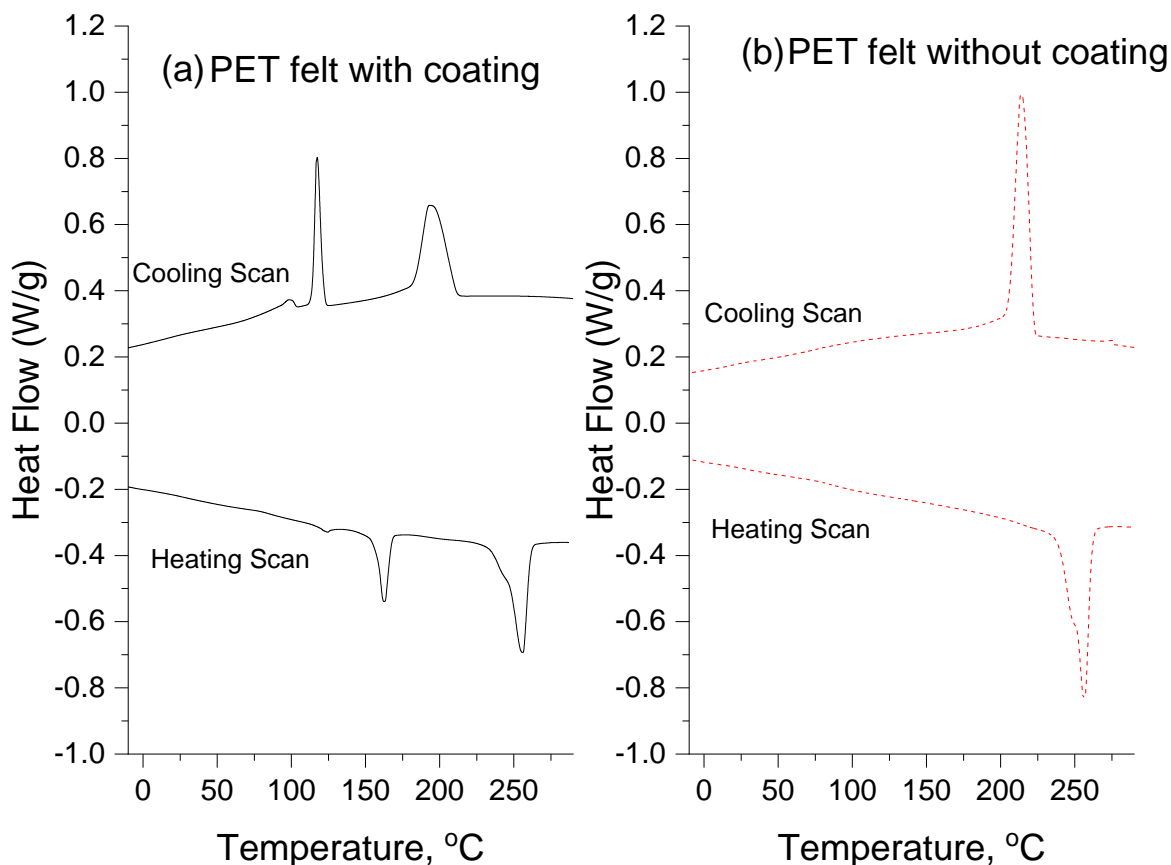 (a) PET felt with coating
1.2
1.0
0.8
0.6
0.4
0.2
0.0
-0.2
-0.4
-0.6
-0.8
-1.0
Heat Flow (W/g)
Cooling Scan
Heating Scan
0 50 100 150 200 250
Temperature, °C
(b) PET felt without coating
1.2
1.0
0.8
0.6
0.4
0.2
0.0
-0.2
-0.4
-0.6
-0.8
-1.0
Heat Flow (W/g)
Cooling Scan
Heating Scan
0 50 100 150 200 250
Temperature, °C